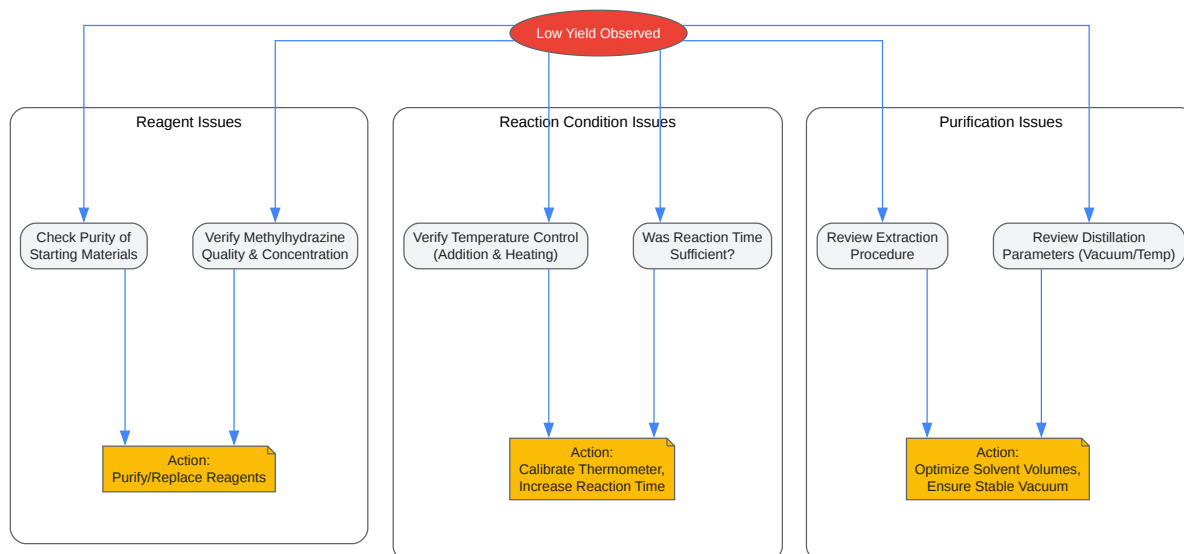 Low Yield Observed
Reagent Issues
Reaction Condition Issues
Purification Issues
Check Purity of
Starting Materials
Verify Methylhydrazine
Quality & Concentration
Verify Temperature Control
(Addition & Heating)
Was Reaction Time
Sufficient?
Review Extraction
Procedure
Review Distillation
Parameters (Vacuum/Temp)
Action:
Purify/Replace Reagents
Action:
Calibrate Thermometer,
Increase Reaction Time
Action:
Optimize Solvent Volumes,
Ensure Stable Vacuum